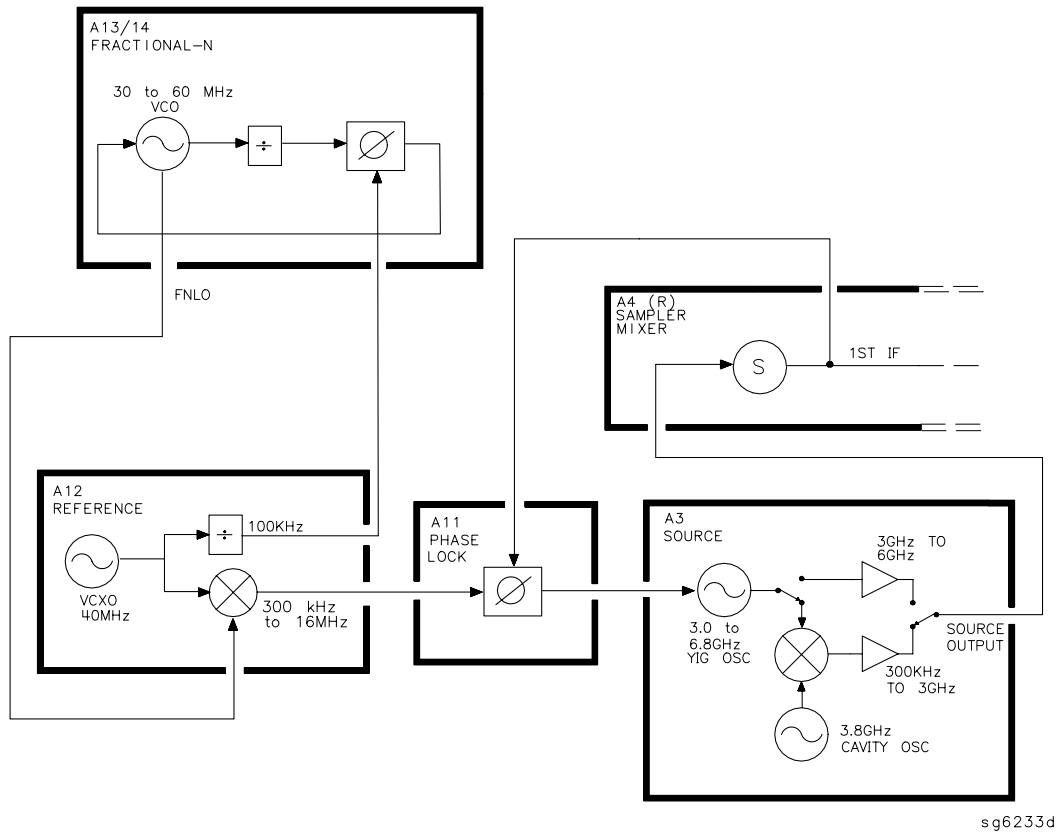 A13/14
FRACTIONAL-N
30 to 60 MHz
VCO
÷
FNLO
A4 (R)
SAMPLER
MIXER
S
1ST IF
A12
REFERENCE
÷
100KHz
VCXO
40MHz
300 kHz
to 16MHz
A11
PHASE
LOCK
A3
SOURCE
3GHz TO
6GHz
3.0 to
6.8GHz
YIG OSC
SOURCE
OUTPUT
300KHz
TO 3GHz
3.8GHz
CAVITY OSC
sg6233d